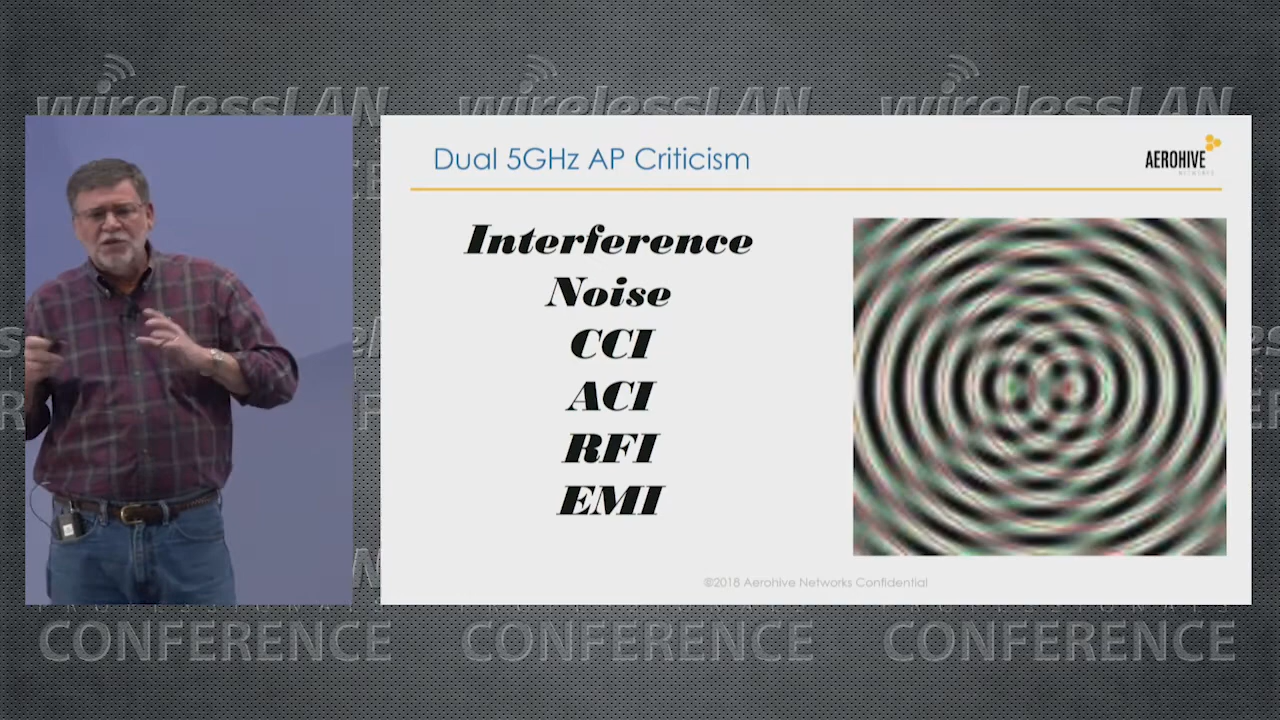 wirelessLAN
wirelessLAN
wirelessLAN
Dual 5GHz AP Criticism
AEROHIVE
NETWORKS
Interference
Noise
CCI
ACI
RFI
EMI
©2018 Aerohive Networks Confidential
CONFERENCE
CONFERENCE
CONFERENCE